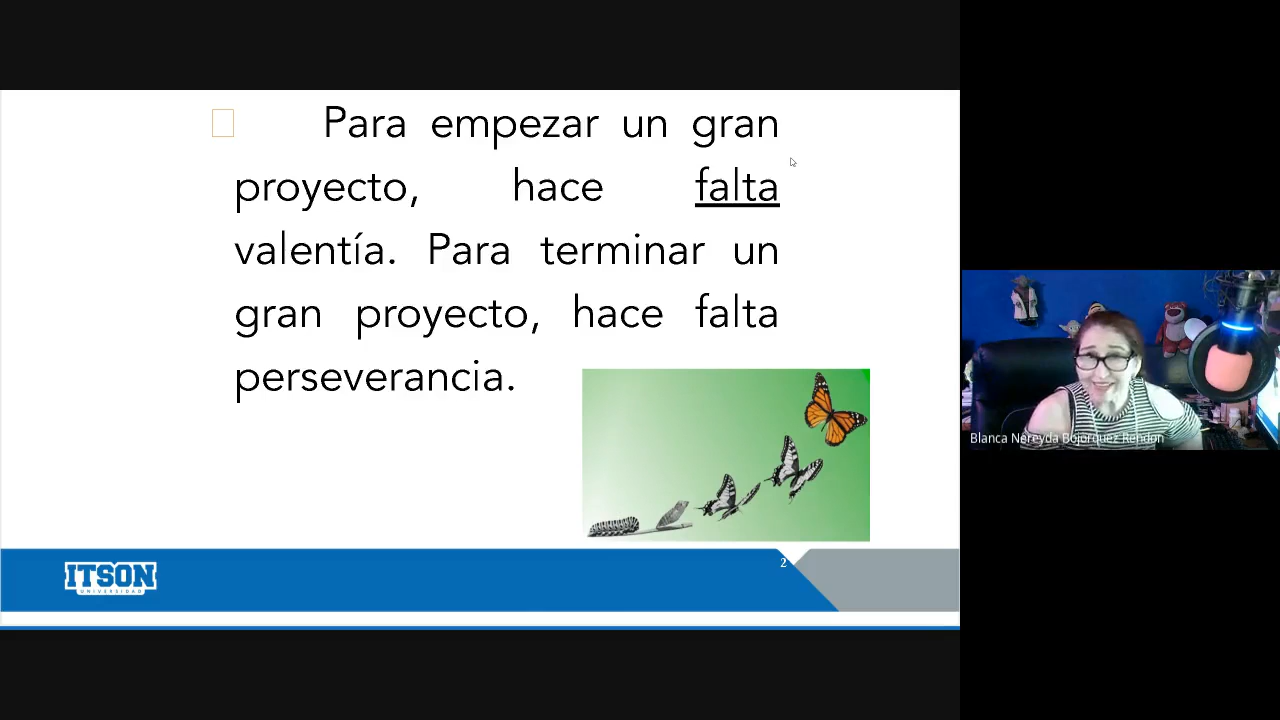 Para empezar un gran
proyecto, hace falta
valentía. Para terminar un
gran proyecto, hace falta
perseverancia.
2
ITSON
UNIVERSIDAD
Blanca Nereyda Bojorquez Rendon